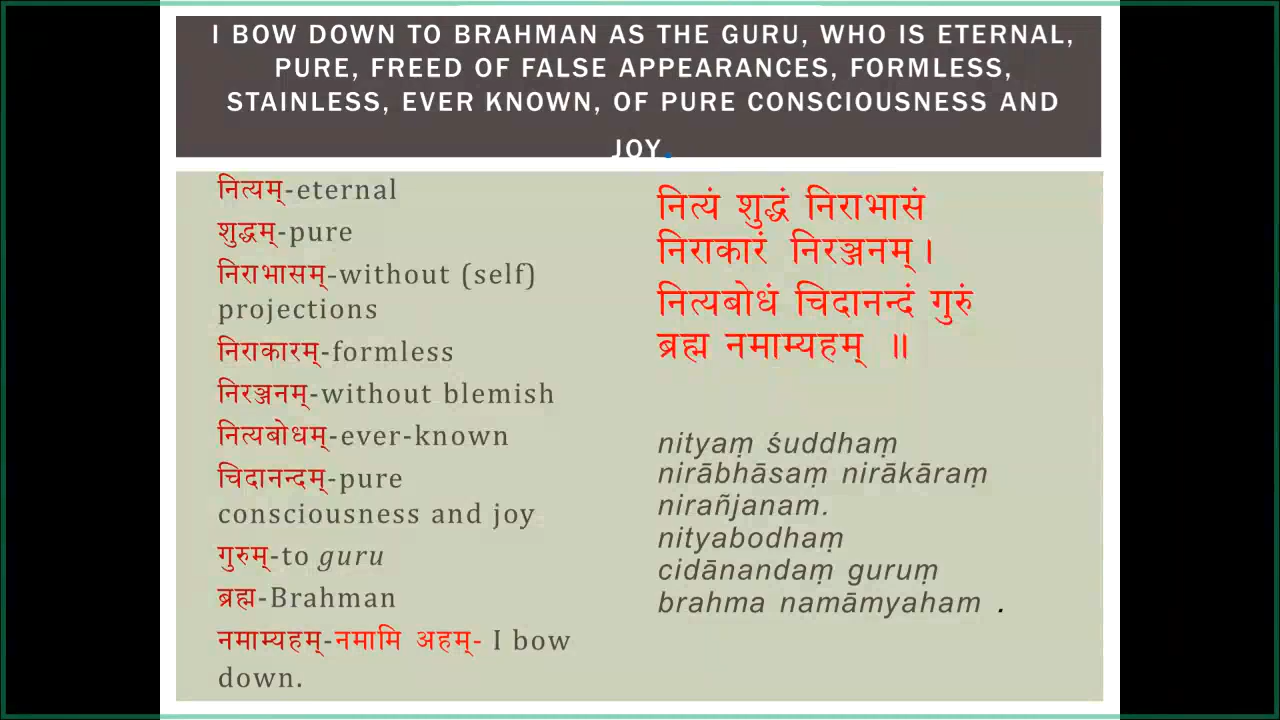 I BOW DOWN TO BRAHMAN AS THE GURU, WHO IS ETERNAL,
PURE, FREED OF FALSE APPEARANCES, FORMLESS,
STAINLESS, EVER KNOWN, OF PURE CONSCIOUSNESS AND
JOY.
नित्यम्-eternal
शुद्धम्-pure
निराभासम्-without (self)
projections
निराकारम्-formless
निरञ्जनम्-without blemish
नित्यबोधम्-ever-known
चिदानन्दम्-pure
consciousness and joy
गुरुम्-to guru
ब्रह्म-Brahman
नमाम्यहम्-नमामि अहम्- I bow
down.
नित्यं शुद्धं निराभासं
निराकारं निरञ्जनम् ।
नित्यबोधं चिदानन्दं गुरुं
ब्रह्म नमाम्यहम् ॥
nityaṃ śuddhaṃ
nirābhāsaṃ nirākāraṃ
nirañjanam.
nityabodhaṃ
cidānandaṃ guruṃ
brahma namāmyaham .